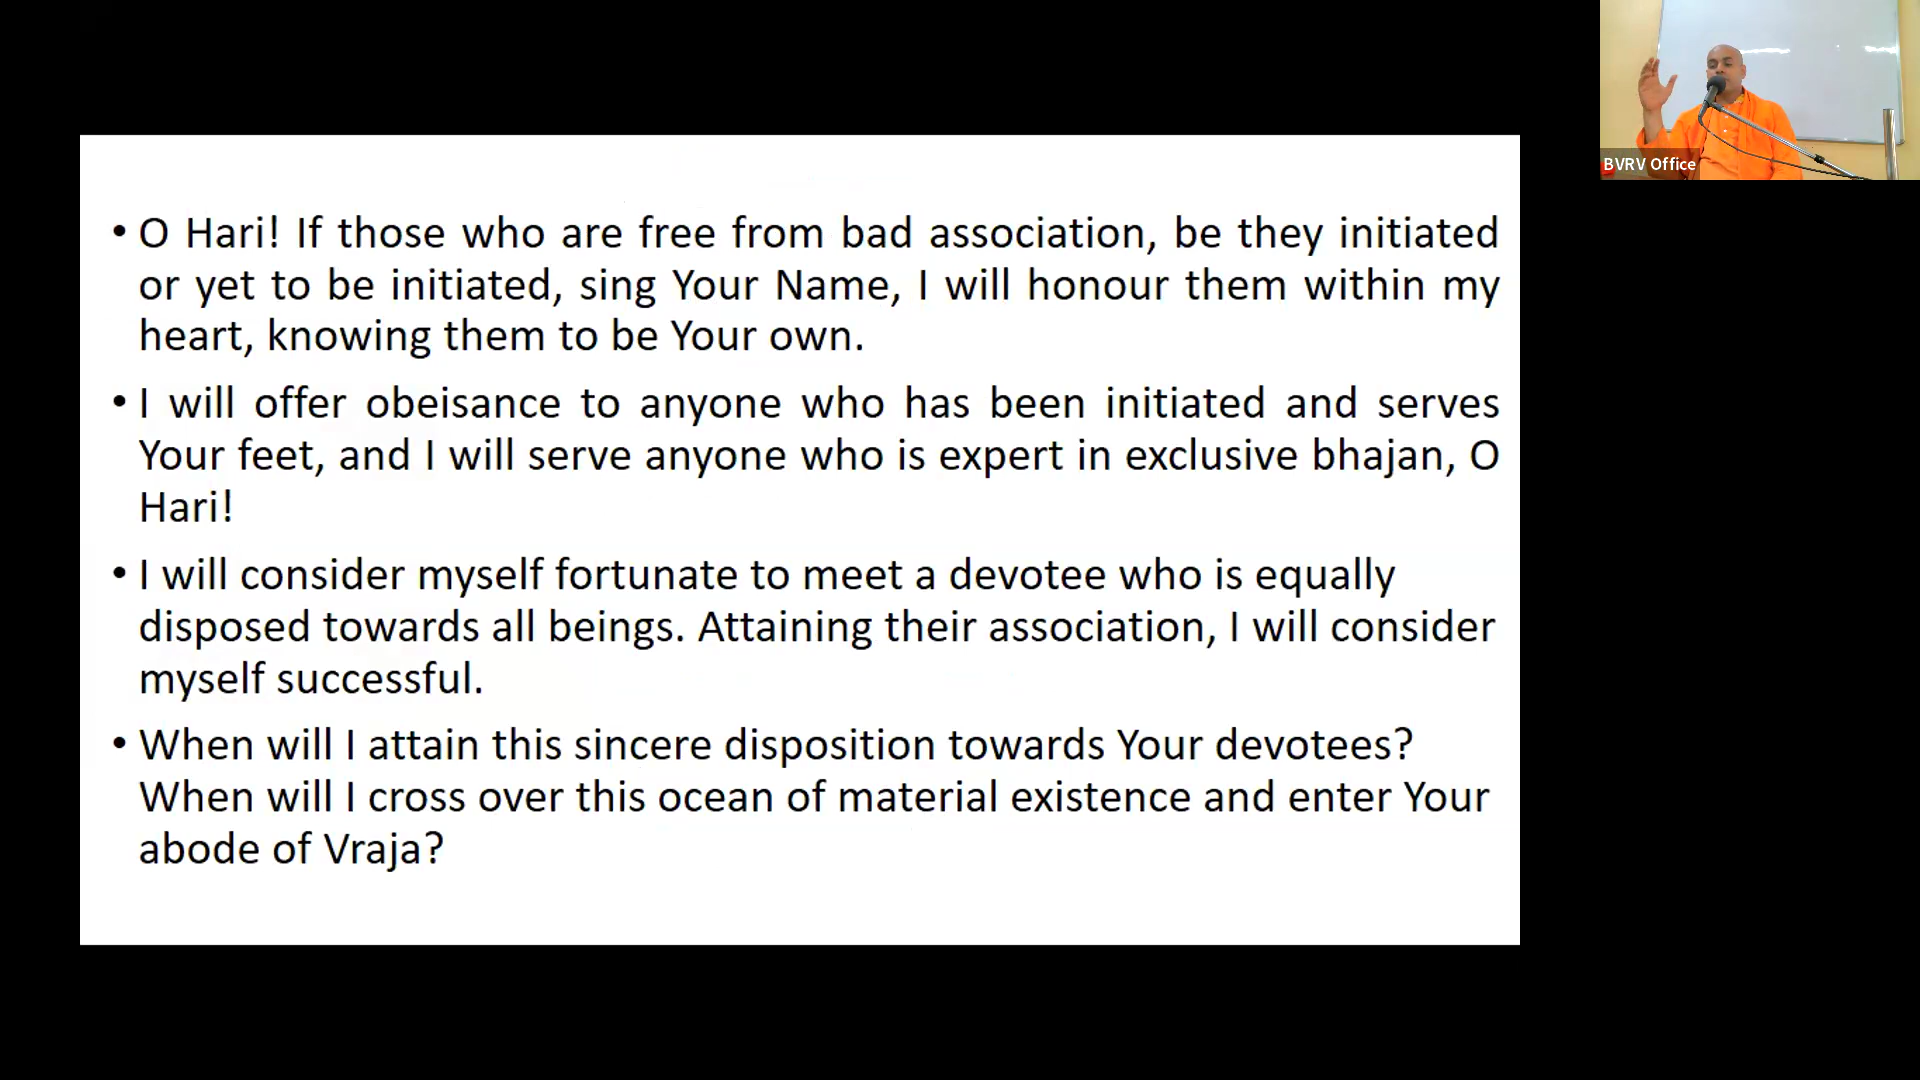 • O Hari! If those who are free from bad association, be they initiated
or yet to be initiated, sing Your Name, I will honour them within my
heart, knowing them to be Your own.
• I will offer obeisance to anyone who has been initiated and serves
Your feet, and I will serve anyone who is expert in exclusive bhajan, O
Hari!
• I will consider myself fortunate to meet a devotee who is equally
disposed towards all beings. Attaining their association, I will consider
myself successful.
• When will I attain this sincere disposition towards Your devotees?
When will I cross over this ocean of material existence and enter Your
abode of Vraja?
BVRV Office